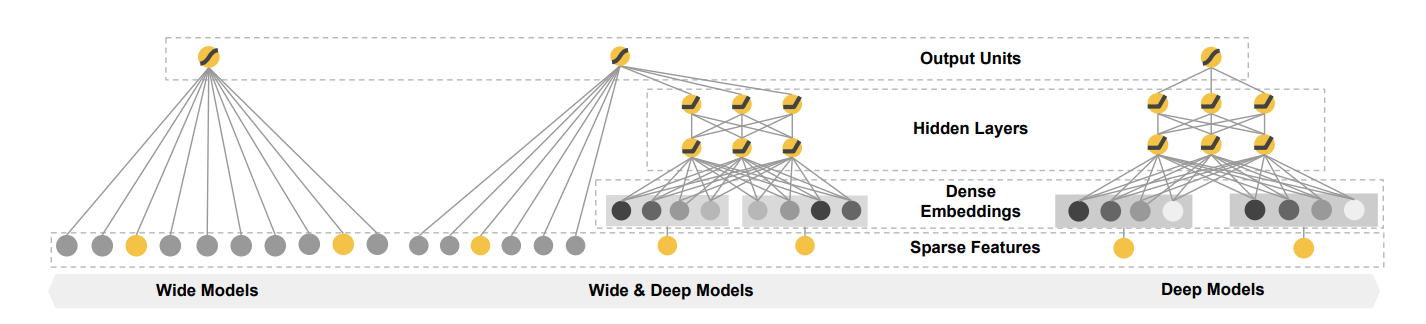 Output Units
Hidden Layers
Dense
Embeddings
Sparse Features
Wide Models
Wide & Deep Models
Deep Models